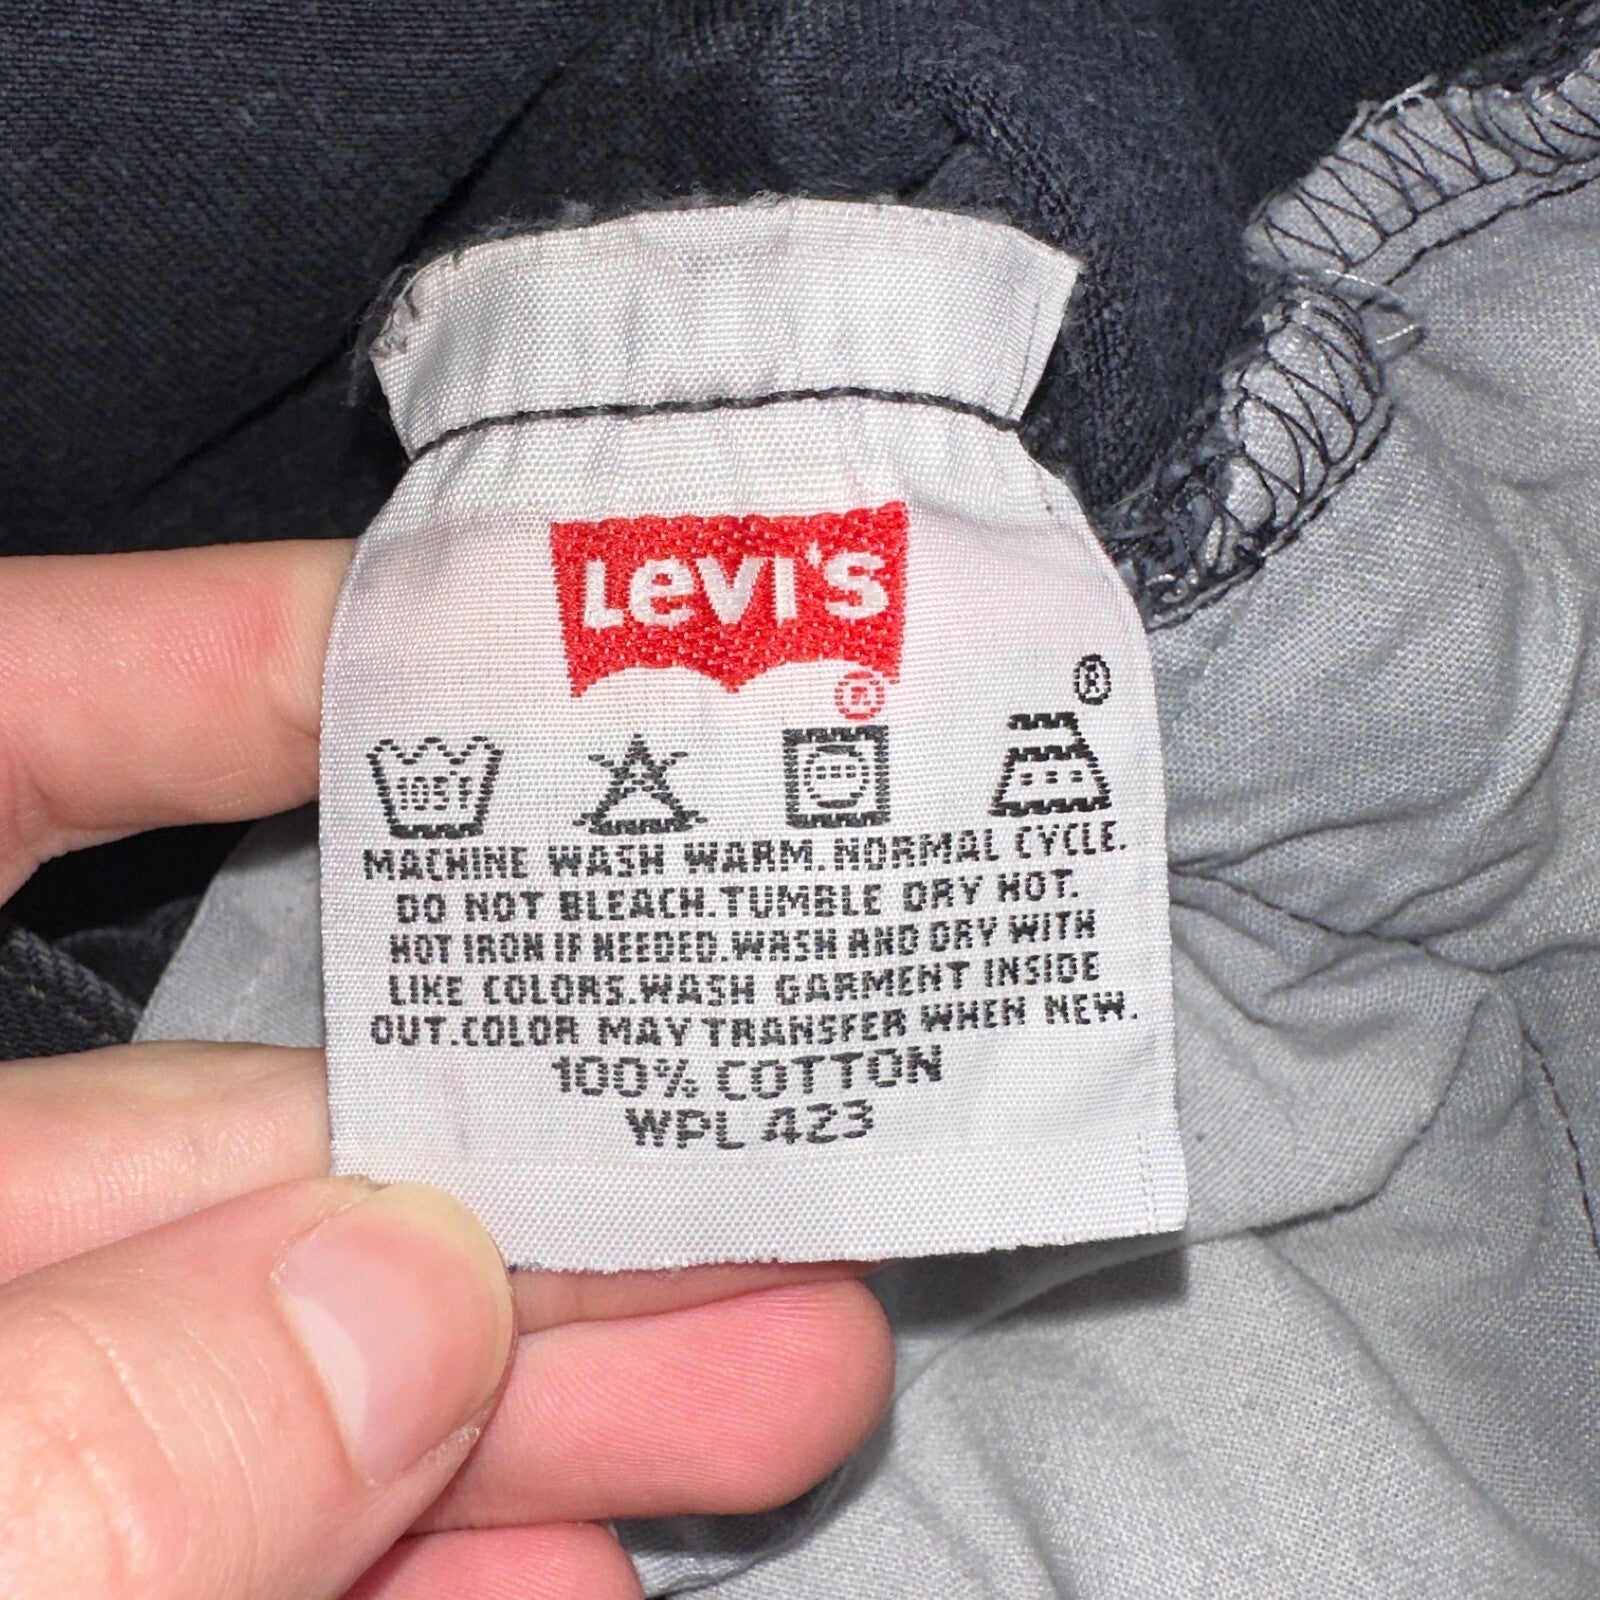 LEVI'S
®
®
105°F
MACHINE WASH WARM.NORMAL CYCLE.
DO NOT BLEACH.TUMBLE DRY HOT.
HOT IRON IF NEEDED.WASH AND DRY WITH
LIKE COLORS.WASH GARMENT INSIDE
OUT.COLOR MAY TRANSFER WHEN NEW.
100% COTTON
WPL 423